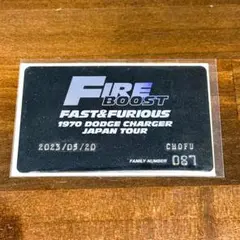 FIRE
BOOST
FAST&FURIOUS
1970 DODGE CHARGER
JAPAN TOUR
2023/05/20 CHOFU
FAMILY NUMBER 087